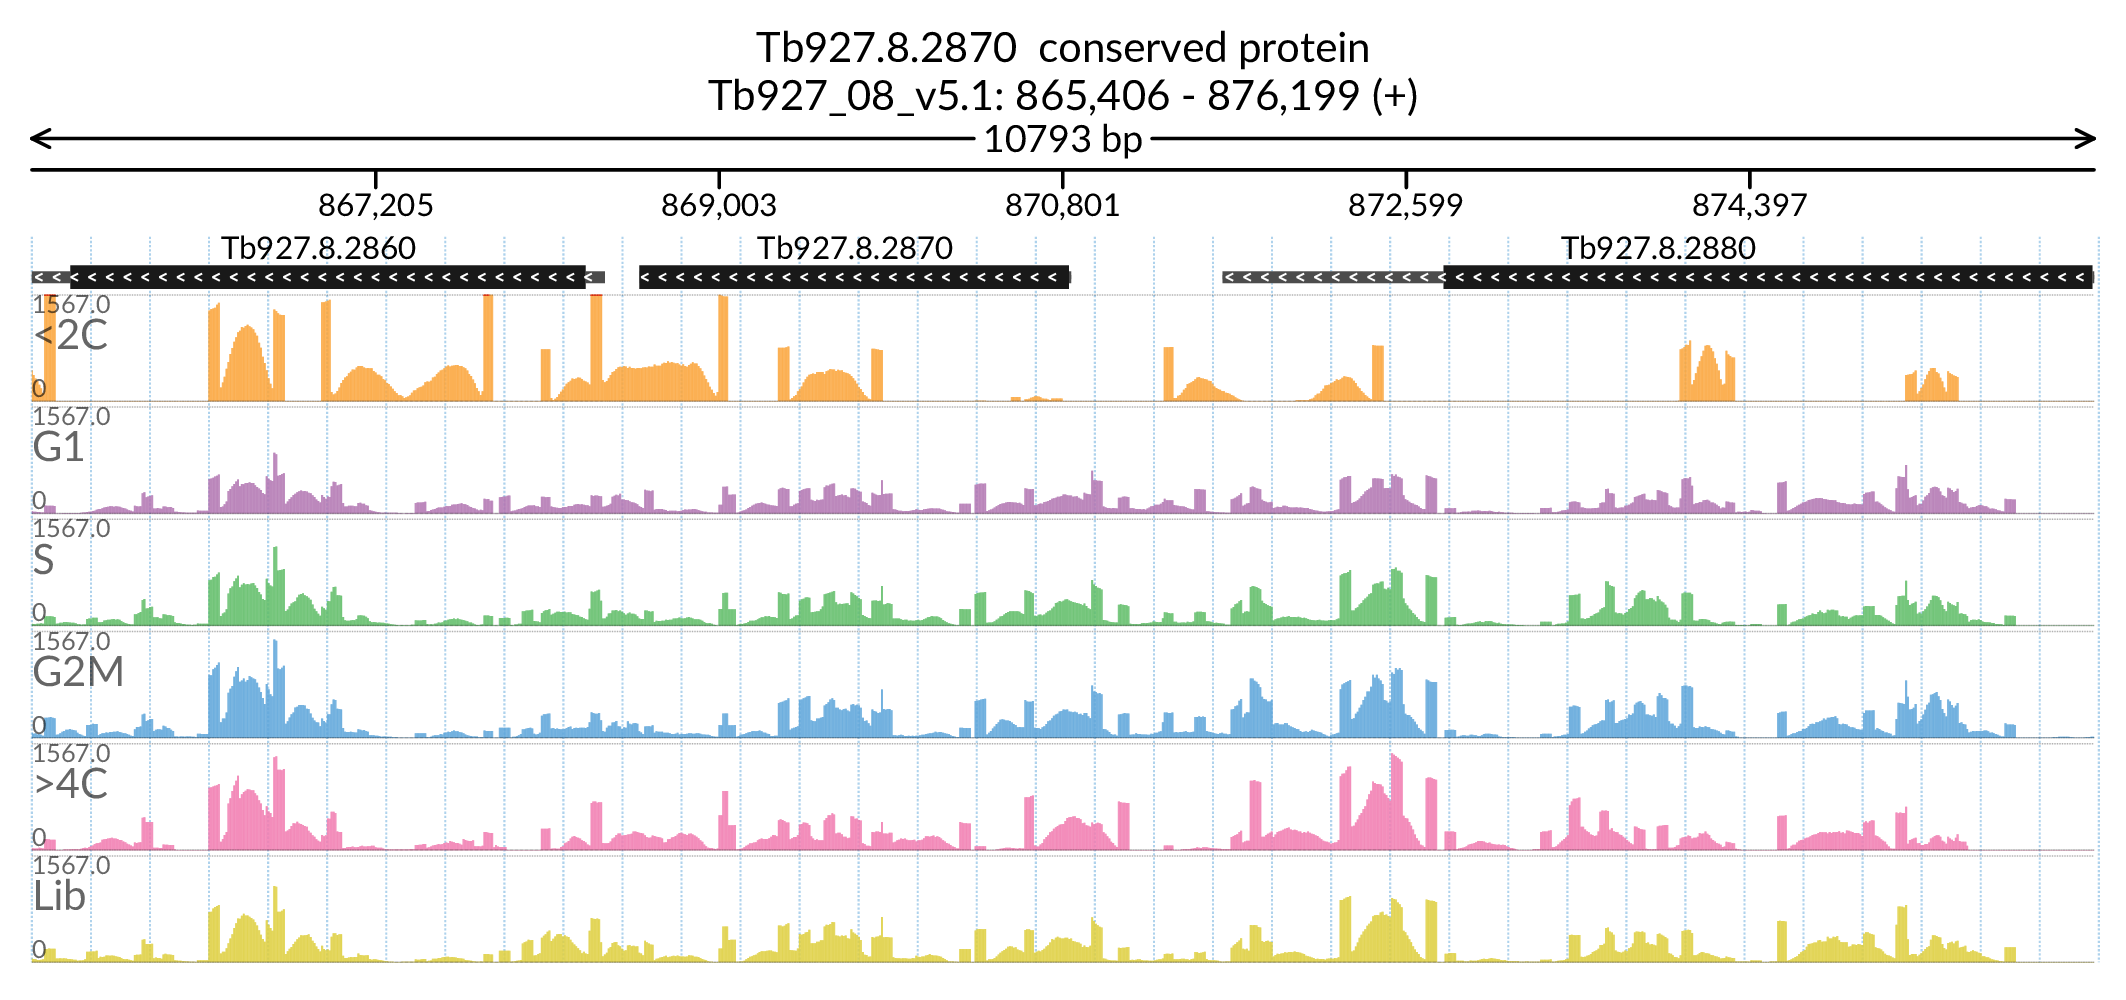 Tb927.8.2870  conserved protein
Tb927_08_v5.1: 865,406 - 876,199 (+)
10793 bp
867,205 869,003 870,801 872,599 874,397
Tb927.8.2860 Tb927.8.2870 Tb927.8.2880
1567.0
<2C
0
1567.0
G1
0
1567.0
S
0
1567.0
G2M
0
1567.0
>4C
0
1567.0
Lib
0